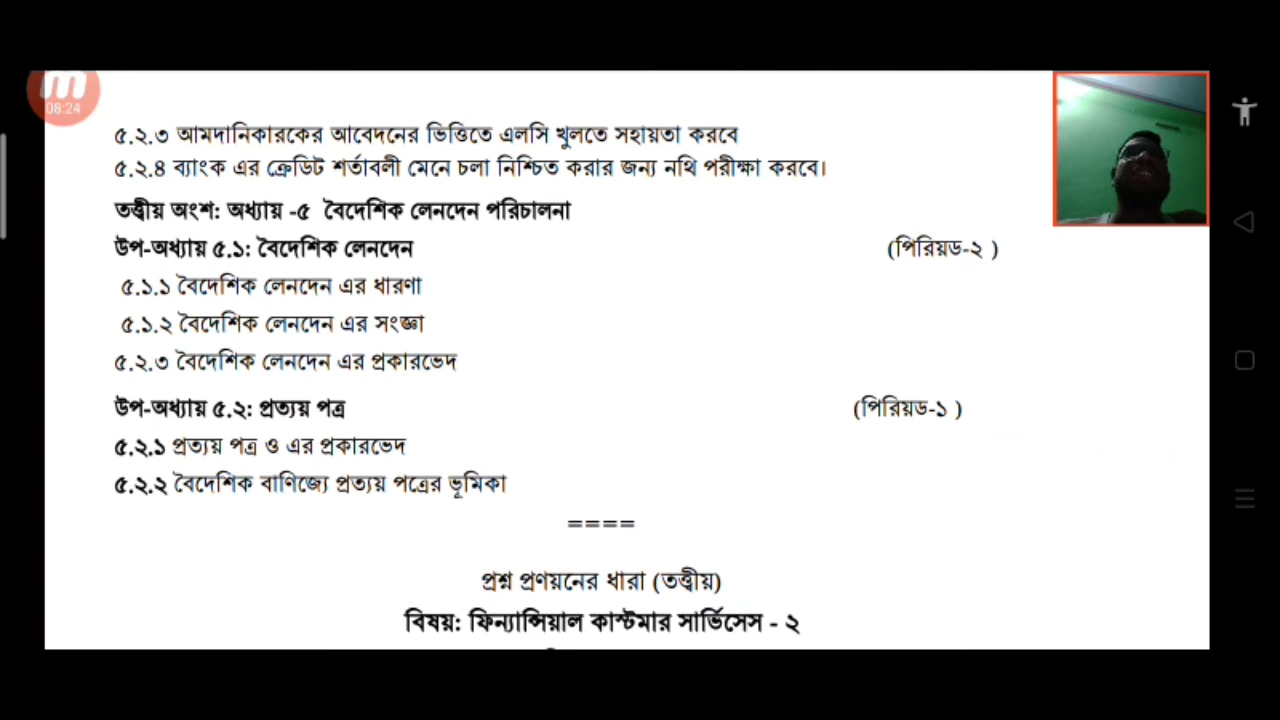 m
08:24
৫.২.৩ আমদানিকারকের আবেদনের ভিত্তিতে এলসি খুলতে সহায়তা করবে
৫.২.৪ ব্যাংক এর ক্রেডিট শর্তাবলী মেনে চলা নিশ্চিত করার জন্য নথি পরীক্ষা করবে।
তত্ত্বীয় অংশ: অধ্যায় -৫ বৈদেশিক লেনদেন পরিচালনা
উপ-অধ্যায় ৫.১: বৈদেশিক লেনদেন (পিরিয়ড-২ )
৫.১.১ বৈদেশিক লেনদেন এর ধারণা
৫.১.২ বৈদেশিক লেনদেন এর সংজ্ঞা
৫.২.৩ বৈদেশিক লেনদেন এর প্রকারভেদ
উপ-অধ্যায় ৫.২: প্রত্যয় পত্র (পিরিয়ড-১ )
৫.২.১ প্রত্যয় পত্র ও এর প্রকারভেদ
৫.২.২ বৈদেশিক বাণিজ্যে প্রত্যয় পত্রের ভূমিকা
====
প্রশ্ন প্রণয়নের ধারা (তত্ত্বীয়)
বিষয়: ফিন্যান্সিয়াল কাস্টমার সার্ভিসেস - ২